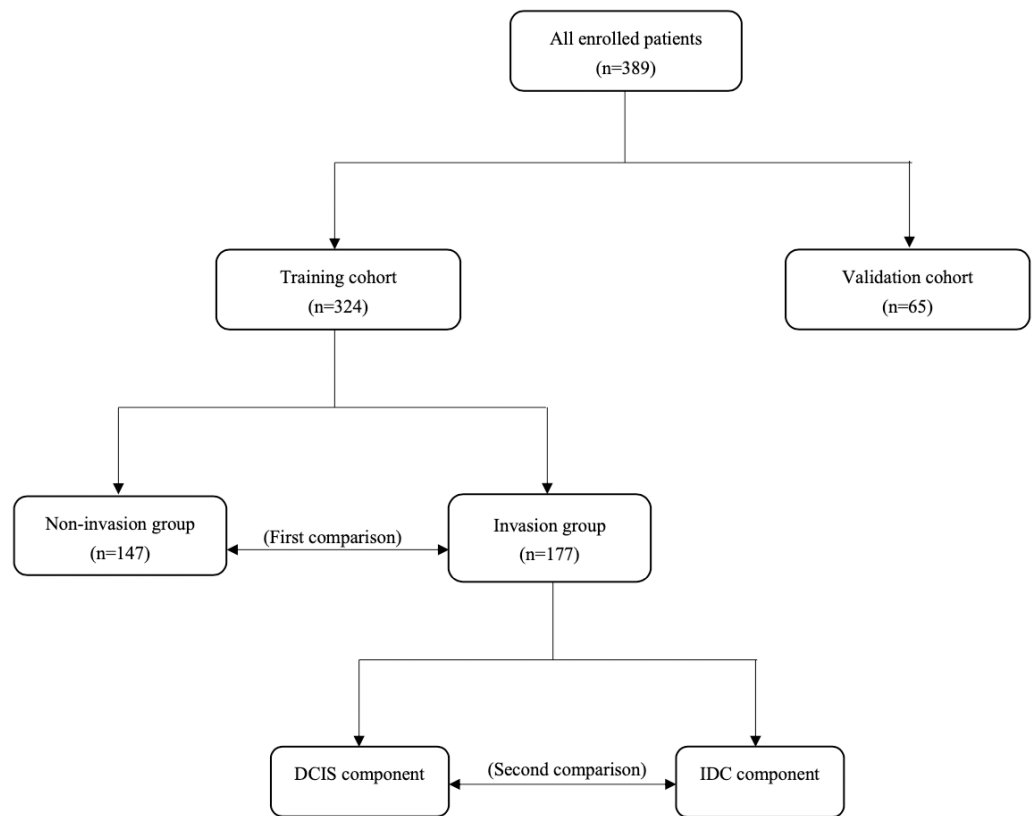 All enrolled patients
(n=389)
Training cohort
(n=324)
Validation cohort
(n=65)
Non-invasion group
(n=147)
(First comparison)
Invasion group
(n=177)
DCIS component
(Second comparison)
IDC component